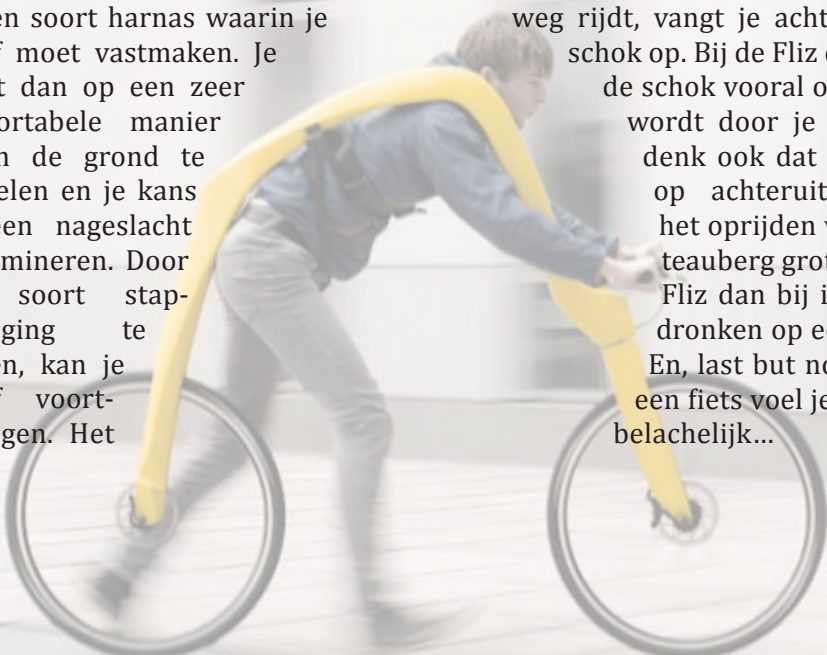 en soort harnas waarin je
f moet vastmaken. Je
t dan op een zeer
ortabele manier
n de grond te
elen en je kans
een nageslacht
mineren. Door
soort stap-
ging te
en, kan je
f voort-
gen. Het
weg rijdt, vangt je acht
schok op. Bij de Fliz
de schok vooral o
wordt door je
denk ook dat
op achteruit
het oprijden v
teauberg grot
Fliz dan bij i
dronken op e
En, last but no
een fiets voel je
belachelijk...